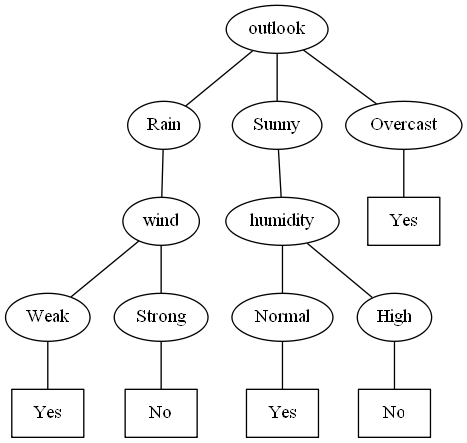 outlook
Rain Sunny Overcast
wind humidity Yes
Weak Strong Normal High
Yes No Yes No